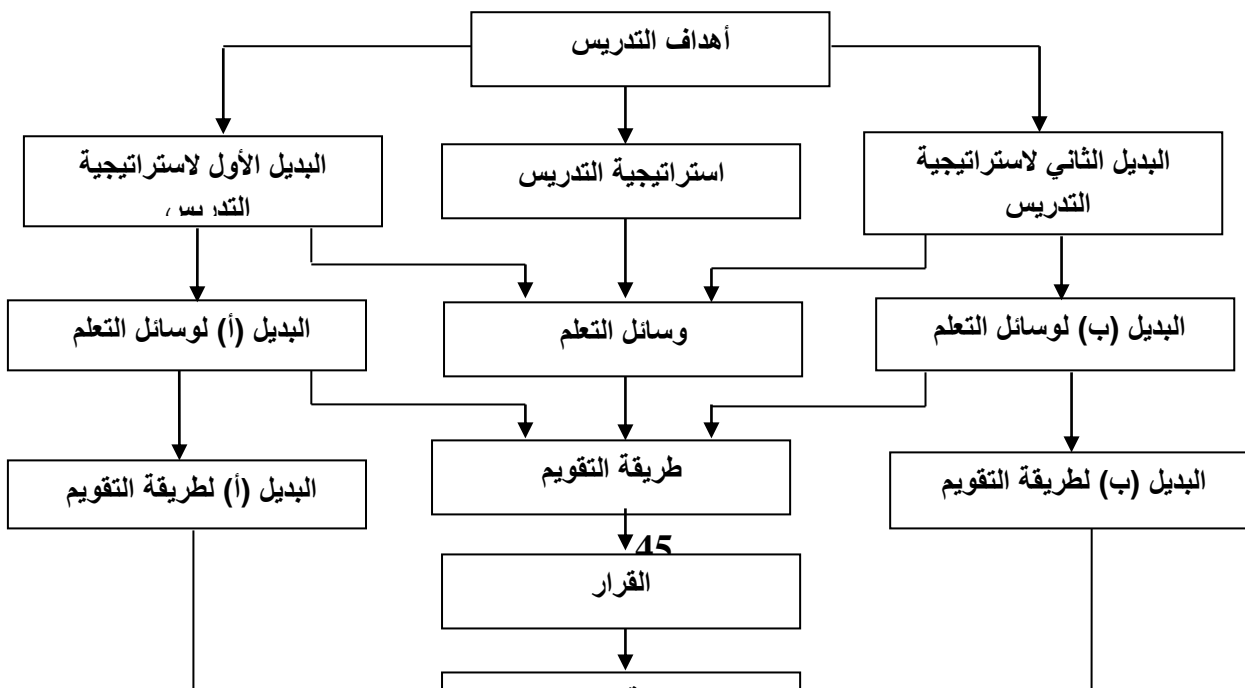 أهداف التدريس
البديل الثاني لاستراتيجية
التدريس
استراتيجية التدريس
البديل الأول لاستراتيجية
التدريس
البديل (ب) لوسائل التعلم
وسائل التعلم
البديل (أ) لوسائل التعلم
البديل (ب) لطريقة التقويم
طريقة التقويم
البديل (أ) لطريقة التقويم
45
القرار